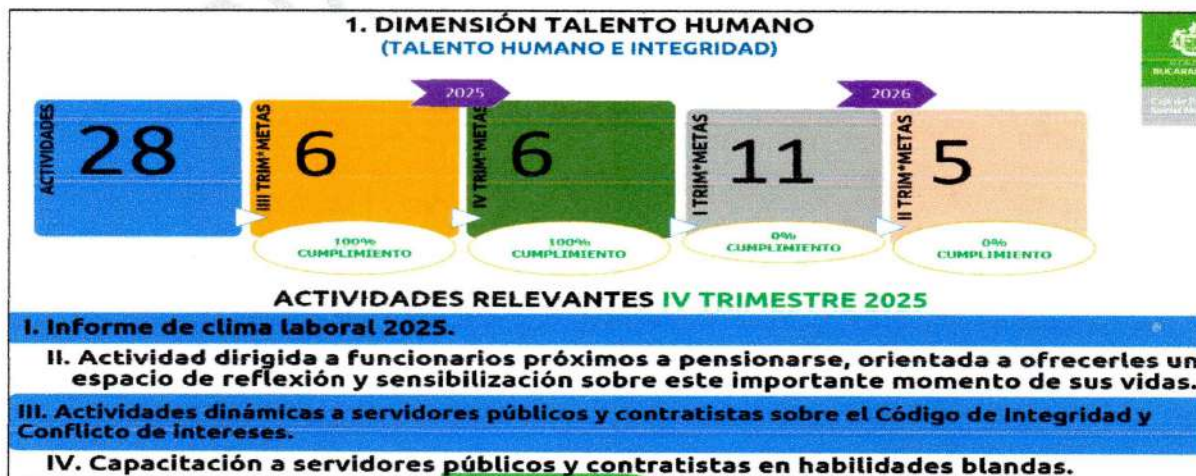 1. DIMENSIÓN TALENTO HUMANO
(TALENTO HUMANO E INTEGRIDAD)
2025
2026
ACTIVIDADES
28
IIII TRIM*METAS
6
IV TRIM*METAS
6
I TRIM*METAS
11
II TRIM*METAS
5
100%
CUMPLIMIENTO
100%
CUMPLIMIENTO
0%
CUMPLIMIENTO
0%
CUMPLIMIENTO
ACTIVIDADES RELEVANTES IV TRIMESTRE 2025
I. Informe de clima laboral 2025.
II. Actividad dirigida a funcionarios próximos a pensionarse, orientada a ofrecerles un
espacio de reflexión y sensibilización sobre este importante momento de sus vidas.
III. Actividades dinámicas a servidores públicos y contratistas sobre el Código de Integridad y
Conflicto de intereses.
IV. Capacitación a servidores públicos y contratistas en habilidades blandas.